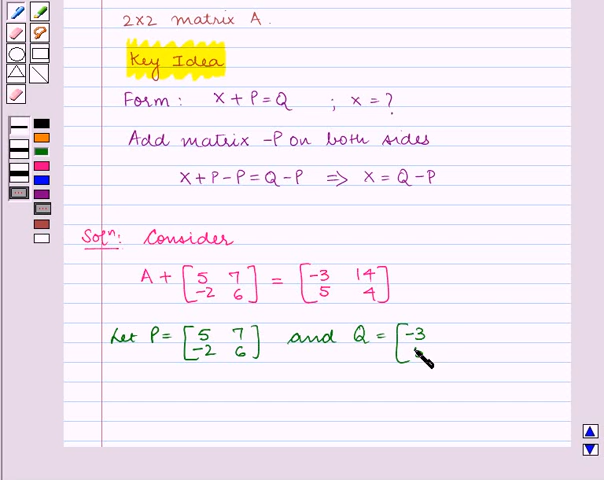 2x2 matrix A.
Key Idea
Form: X + P = Q ; X = ?
Add matrix -P on both sides
X + P - P = Q - P ⇒ X = Q - P
Solⁿ: Consider
A + [5 7; -2 6] = [-3 14; 5 4]
Let P = [5 7; -2 6] and Q = [-3